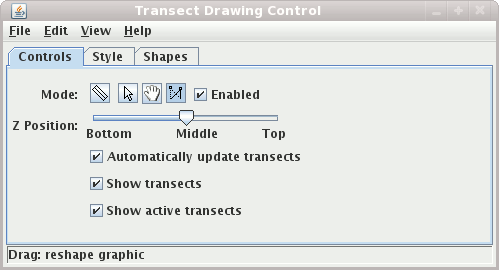 Transect Drawing Control
File Edit View Help
Controls Style Shapes
Mode: Enabled
Z Position:
Bottom Middle Top
Automatically update transects
Show transects
Show active transects
Drag: reshape graphic